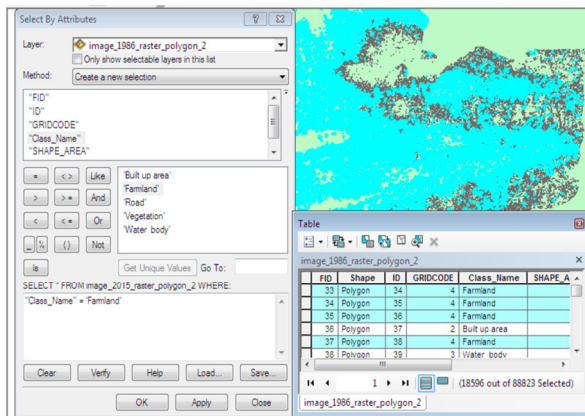 Select By Attributes
Layer: image_1986_raster_polygon_2
Only show selectable layers in this list
Method: Create a new selection
"FID"
"ID"
"GRIDCODE"
"Class_Name"
"SHAPE_AREA"
= < > Like
> > = And
< < = Or
_ % ( ) Not
Is
'Built up area'
'Farmland'
'Road'
'Vegetation'
'Water body'
Get Unique Values Go To:
SELECT * FROM image_2015_raster_polygon_2 WHERE:
"Class_Name" = 'Farmland'
Clear Verify Help Load... Save...
OK Apply Close
Table
image_1986_raster_polygon_2
FID Shape ID GRIDCODE Class_Name SHAPE_A
33 Polygon 34 4 Farmland
34 Polygon 35 4 Farmland
35 Polygon 36 4 Farmland
36 Polygon 37 2 Built up area
37 Polygon 38 4 Farmland
38 Polygon 39 3 Water body
1 (18596 out of 88823 Selected)
image_1986_raster_polygon_2